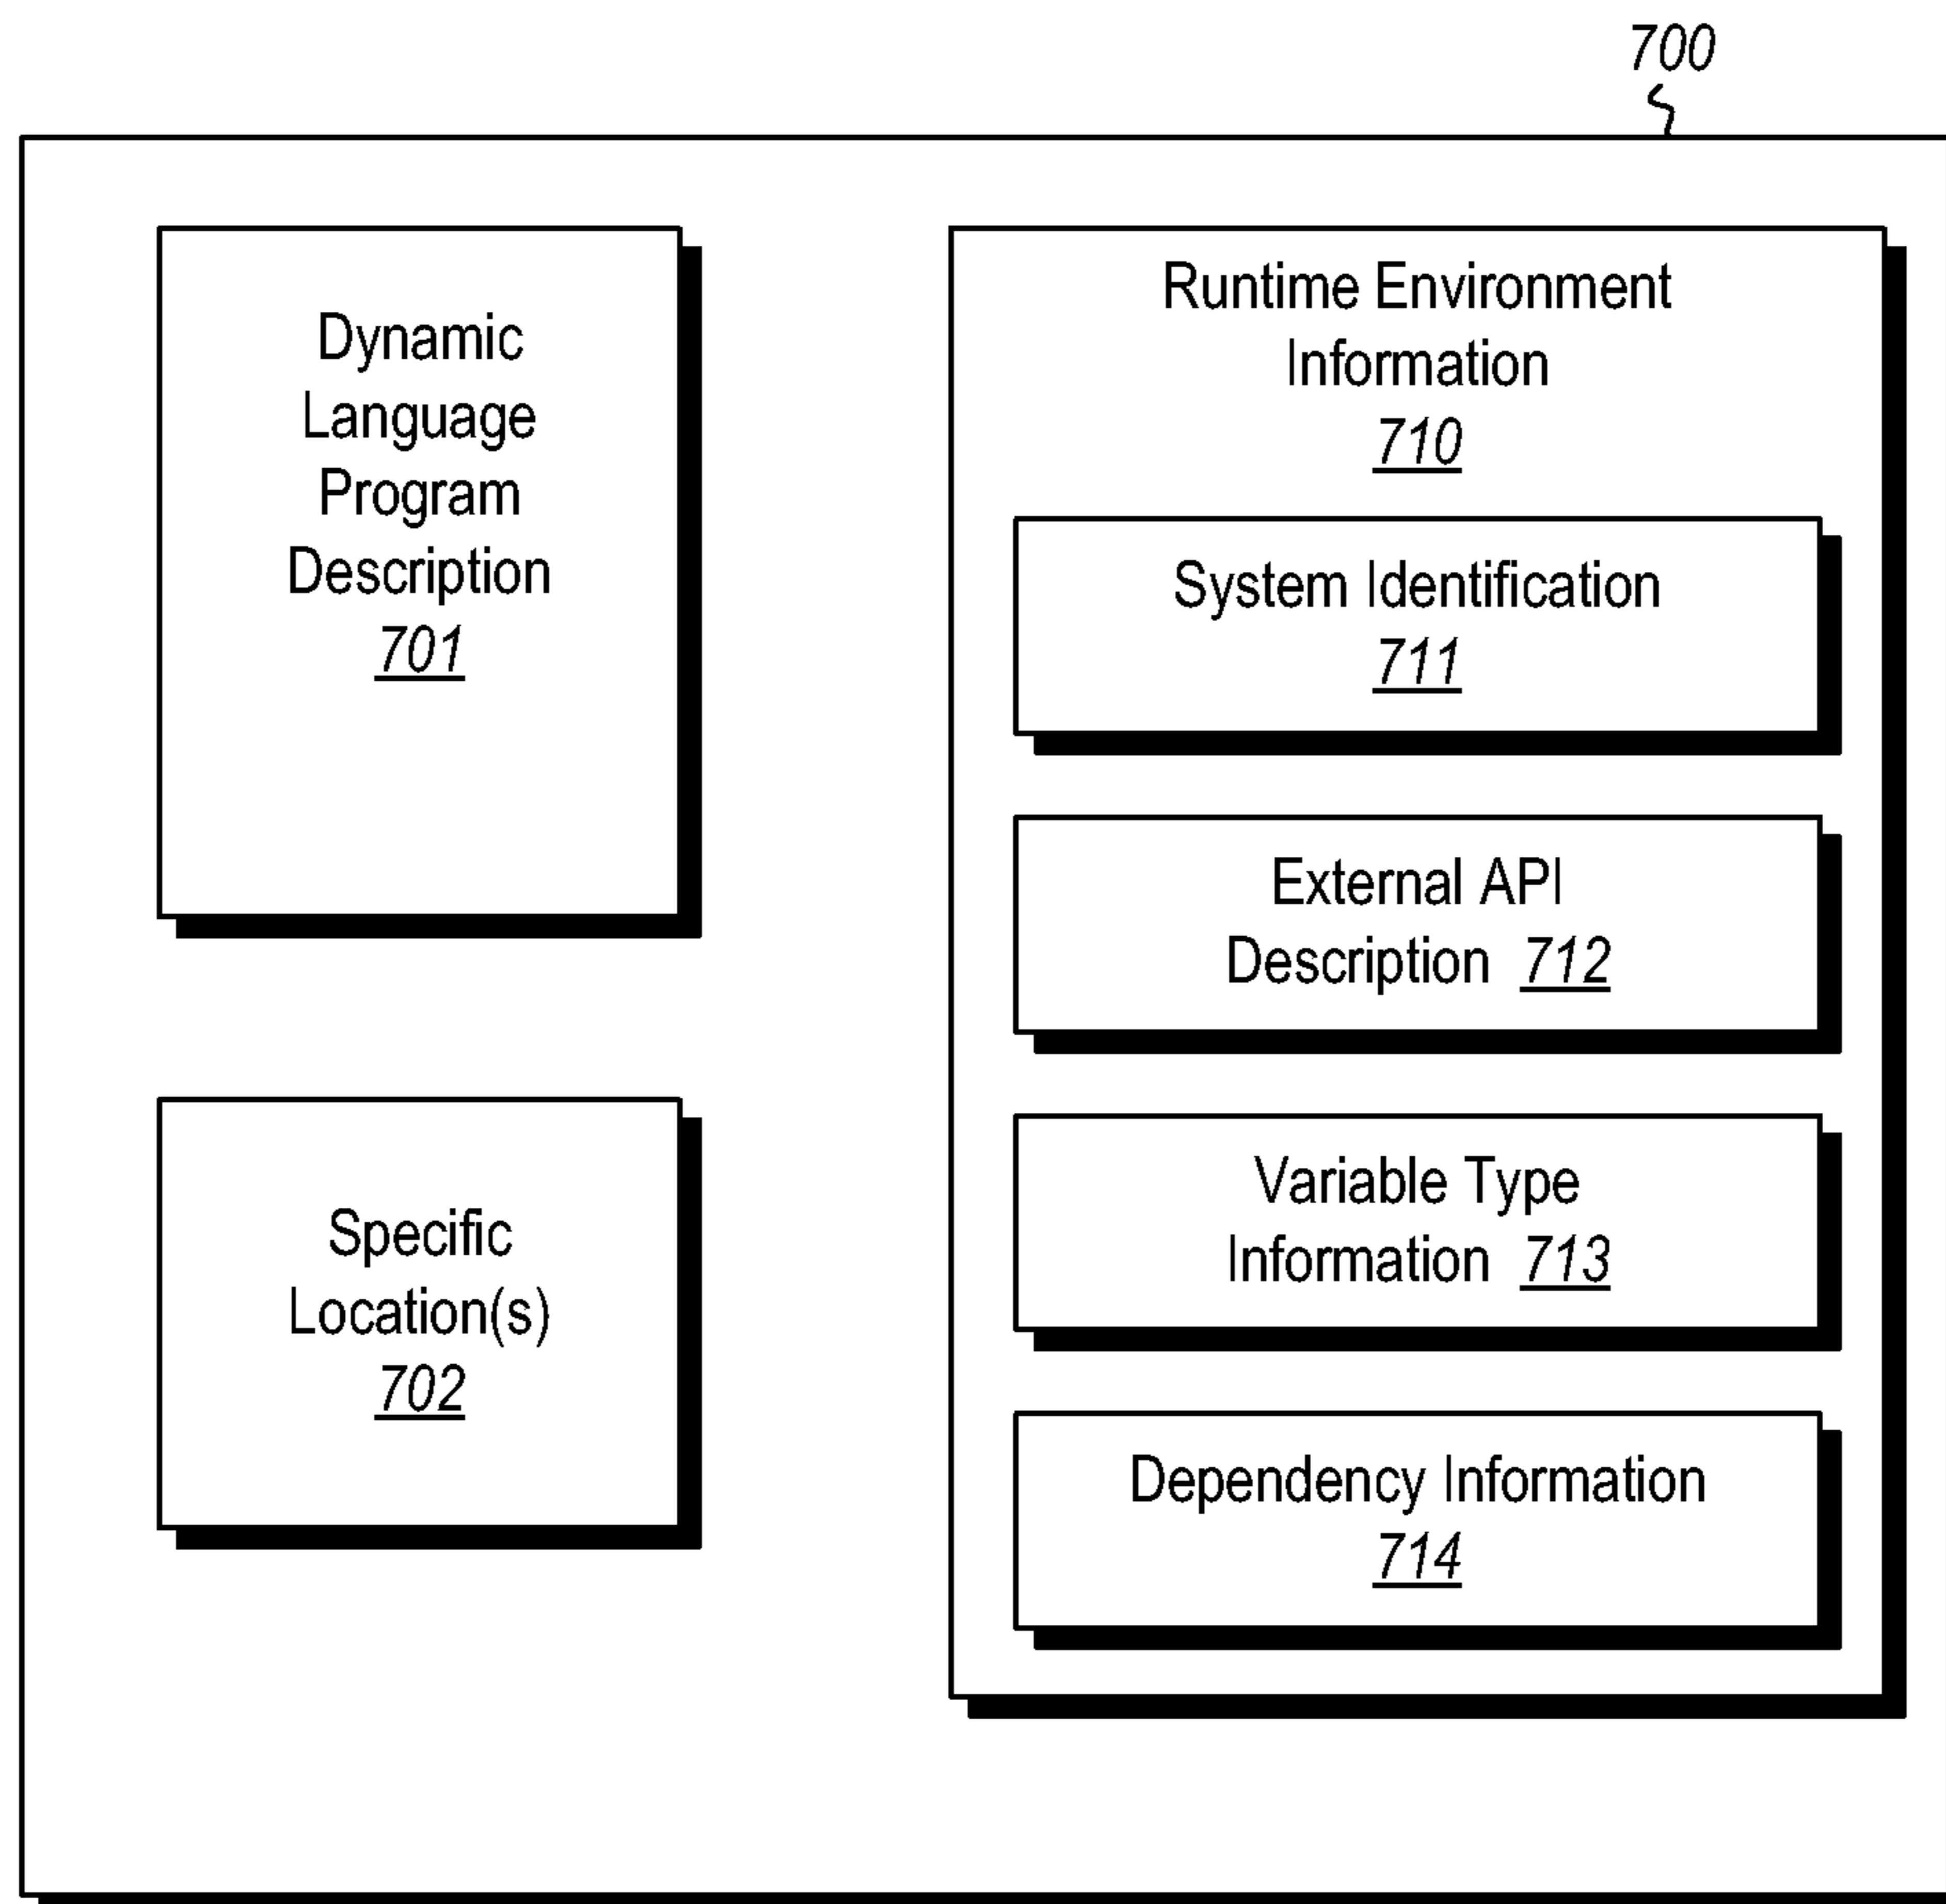 700
Dynamic
Language
Program
Description
701
Specific
Location(s)
702
Runtime Environment
Information
710
System Identification
711
External API
Description 712
Variable Type
Information 713
Dependency Information
714